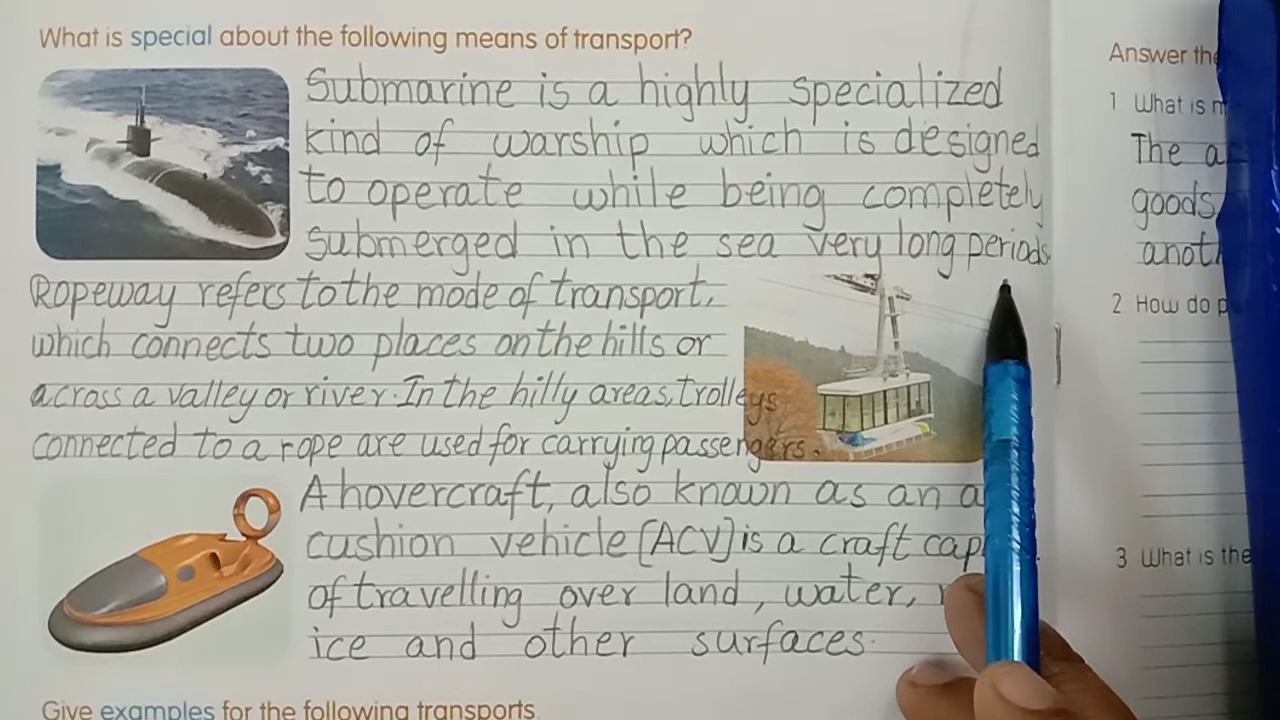 What is special about the following means of transport?
Submarine is a highly specialized
kind of warship which is designed
to operate while being completely
submerged in the sea very long periods
Ropeway refers to the mode of transport,
which connects two places on the hills or
across a valley or river. In the hilly areas, trolleys
connected to a rope are used for carrying passengers.
A hovercraft, also known as an
cushion vehicle (ACV) is a craft
of travelling over land, water,
ice and other surfaces.
Give examples for the following transports
Answer the
1 What is
The
goods
2 How do
3 What is the